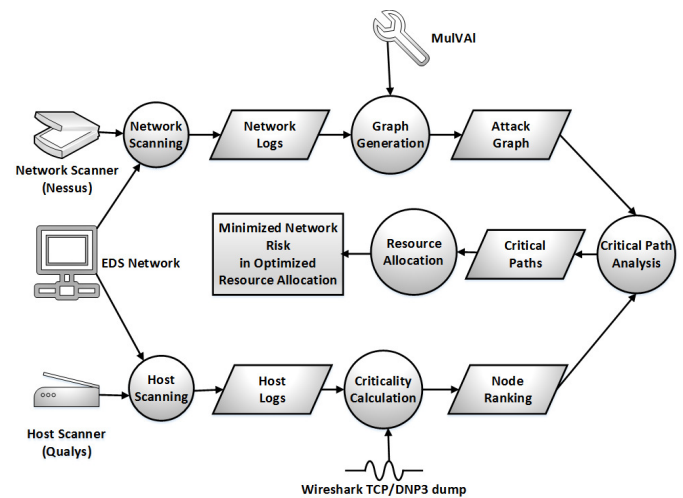 MulVAl
Network Scanner
(Nessus)
Network
Scanning
Network
Logs
Graph
Generation
Attack
Graph
EDS Network
Minimized Network
Risk
in Optimized
Resource Allocation
Resource
Allocation
Critical
Paths
Critical Path
Analysis
Host Scanner
(Qualys)
Host
Scanning
Host
Logs
Criticality
Calculation
Node
Ranking
Wireshark TCP/DNP3 dump